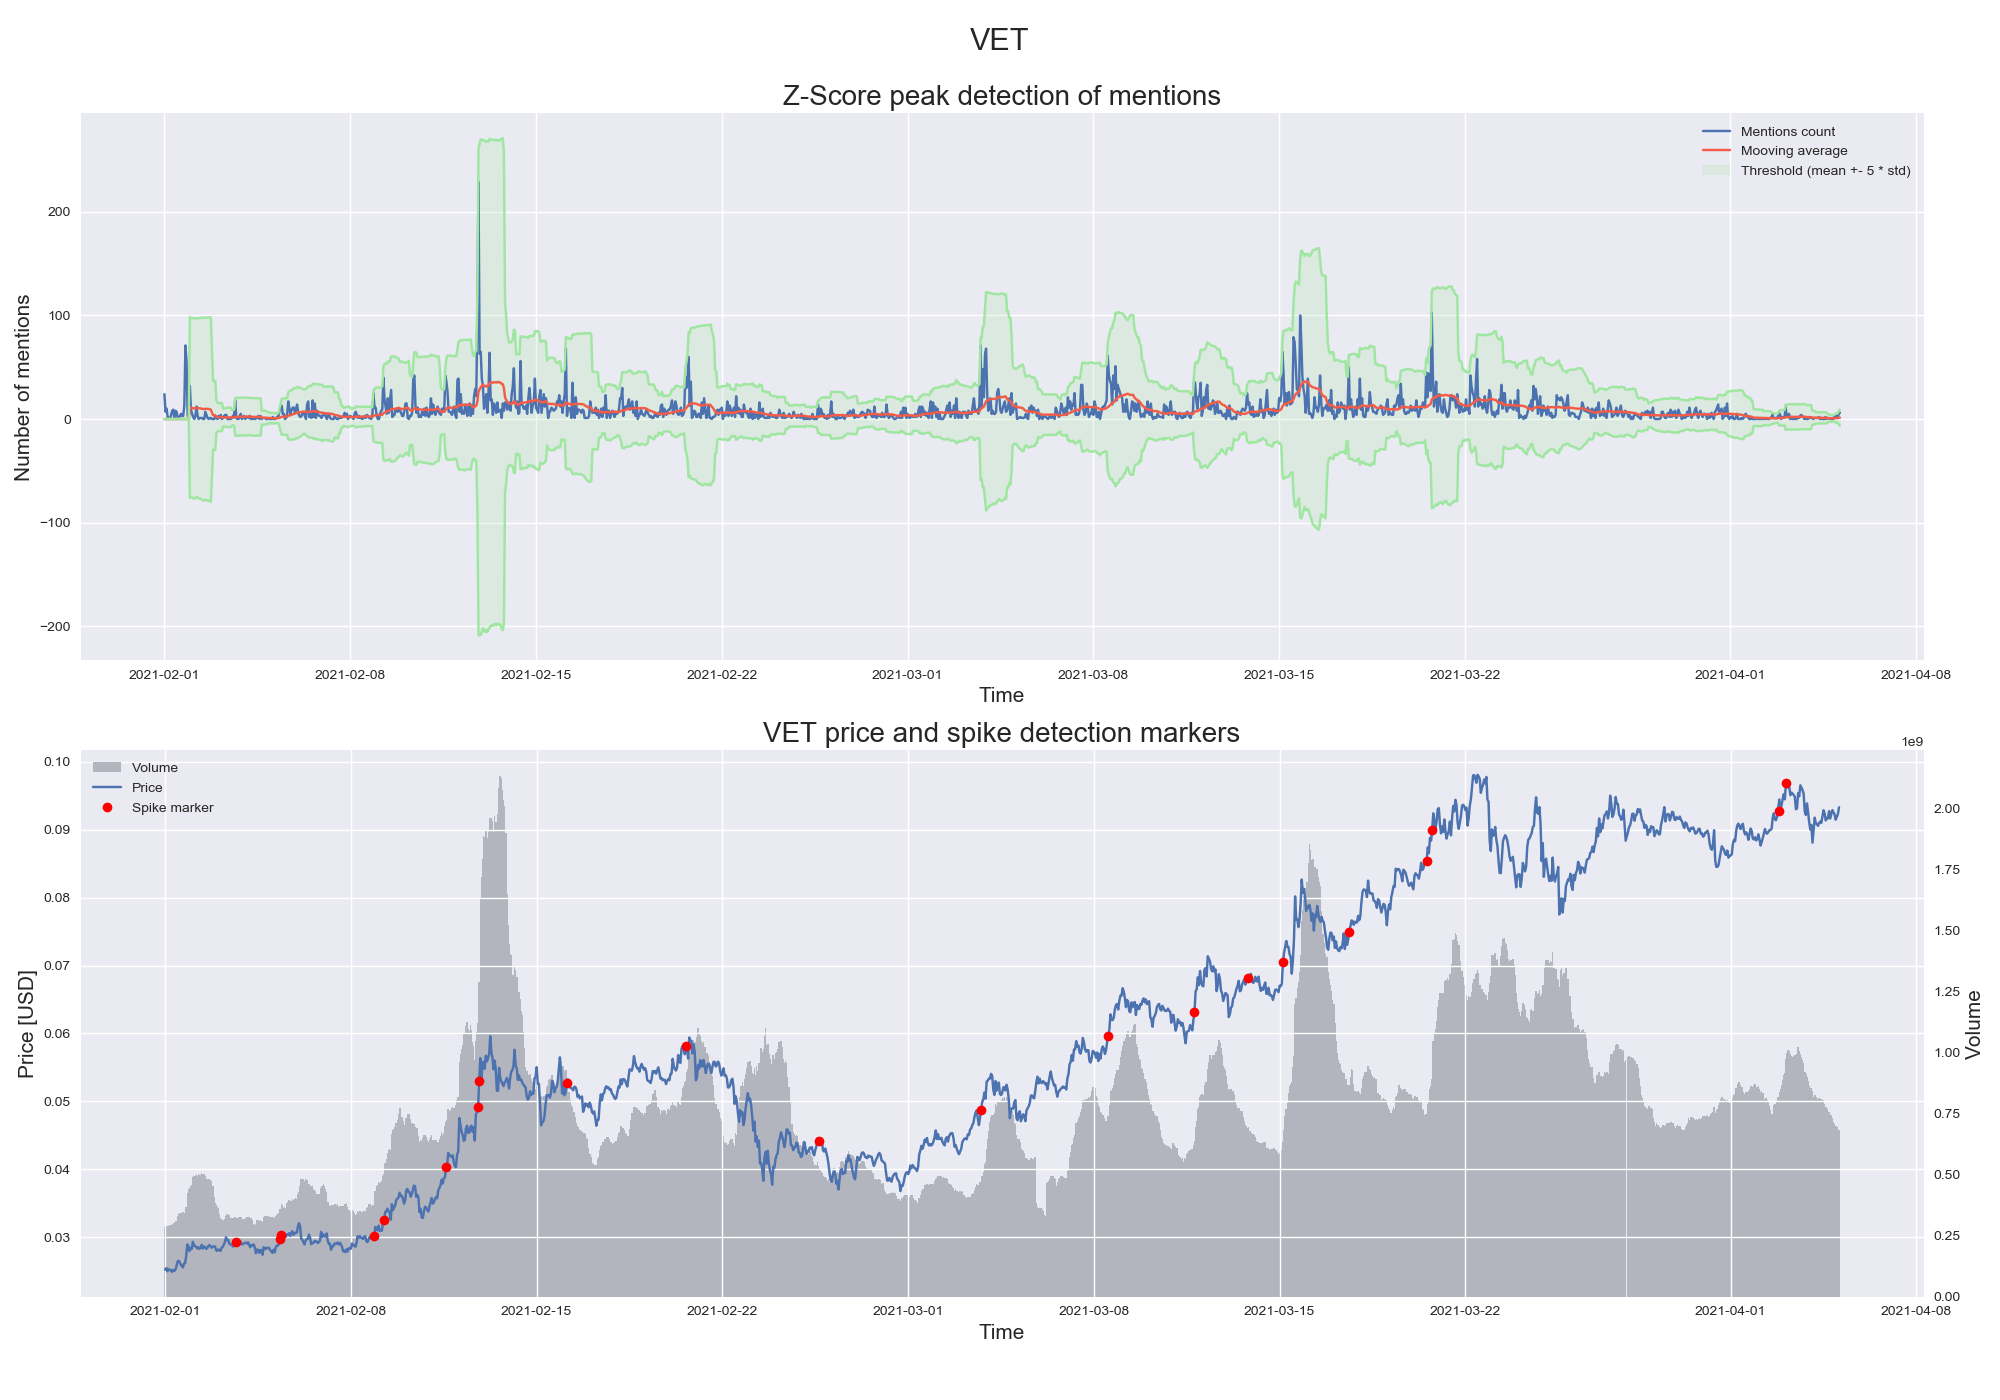 VET
Z-Score peak detection of mentions
Mentions count
Mooving average
Threshold (mean +- 5 * std)
Number of mentions
200
100
0
−100
−200
2021-02-01 2021-02-08 2021-02-15 2021-02-22 2021-03-01 2021-03-08 2021-03-15 2021-03-22 2021-04-01 2021-04-08
Time
VET price and spike detection markers
1e9
Volume
Price
Spike marker
Price [USD]
0.10
0.09
0.08
0.07
0.06
0.05
0.04
0.03
2.00
1.75
1.50
1.25
1.00
0.75
0.50
0.25
0.00
Volume
2021-02-01 2021-02-08 2021-02-15 2021-02-22 2021-03-01 2021-03-08 2021-03-15 2021-03-22 2021-04-01 2021-04-08
Time